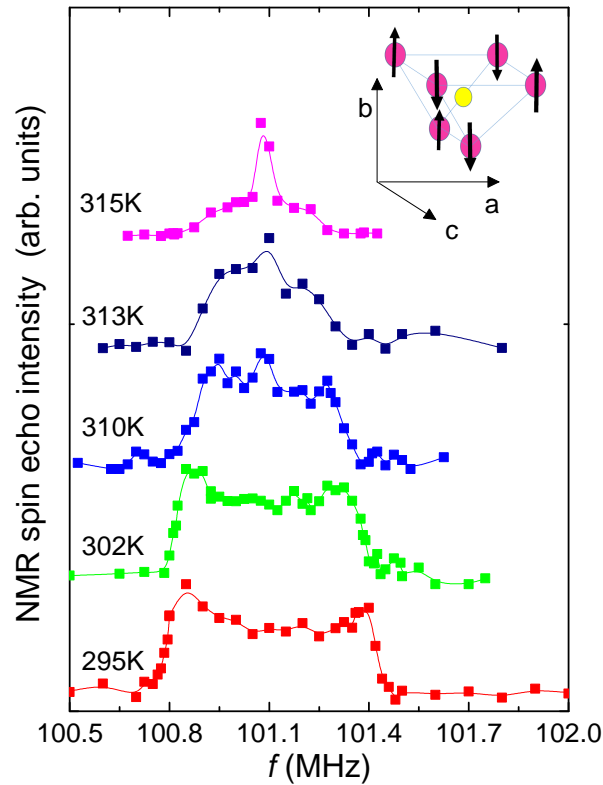 NMR spin echo intensity (arb. units)
b
a
c
315K
313K
310K
302K
295K
100.5 100.8 101.1 101.4 101.7 102.0
f (MHz)